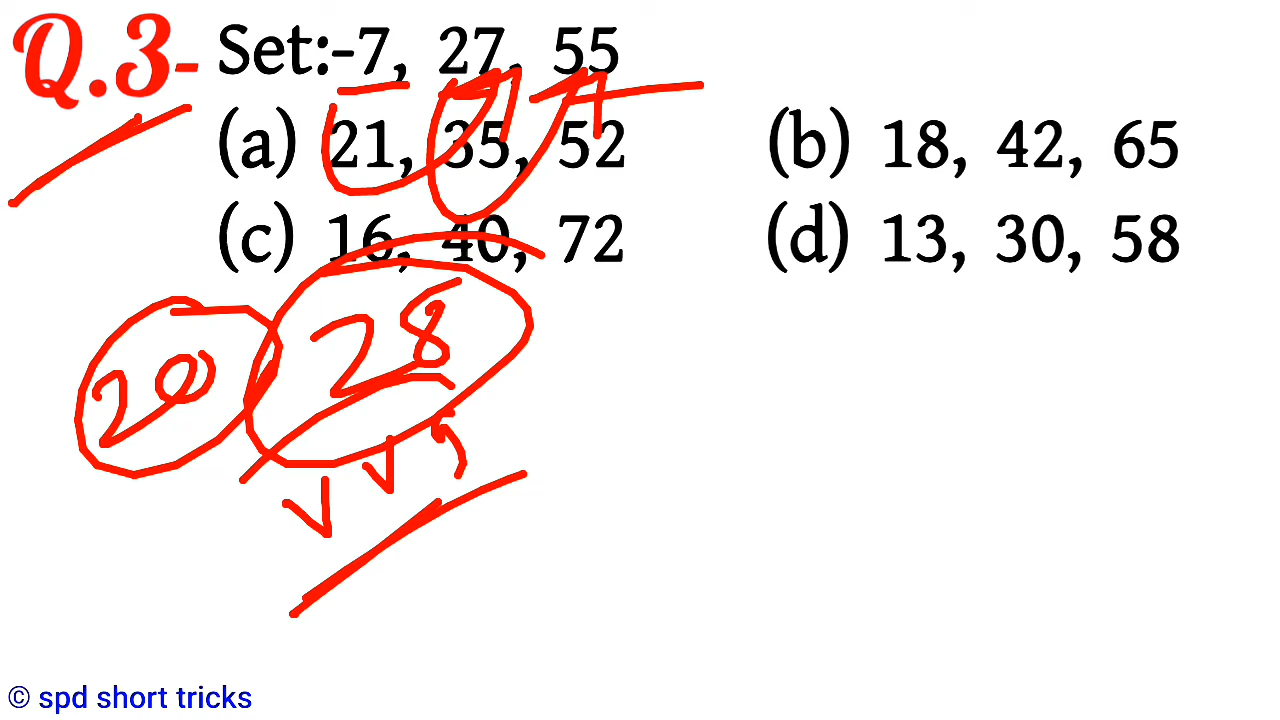 Q.3- Set:-7, 27, 55
(a) 21, 35, 52 (b) 18, 42, 65
(c) 16, 40, 72 (d) 13, 30, 58
20 28
© spd short tricks